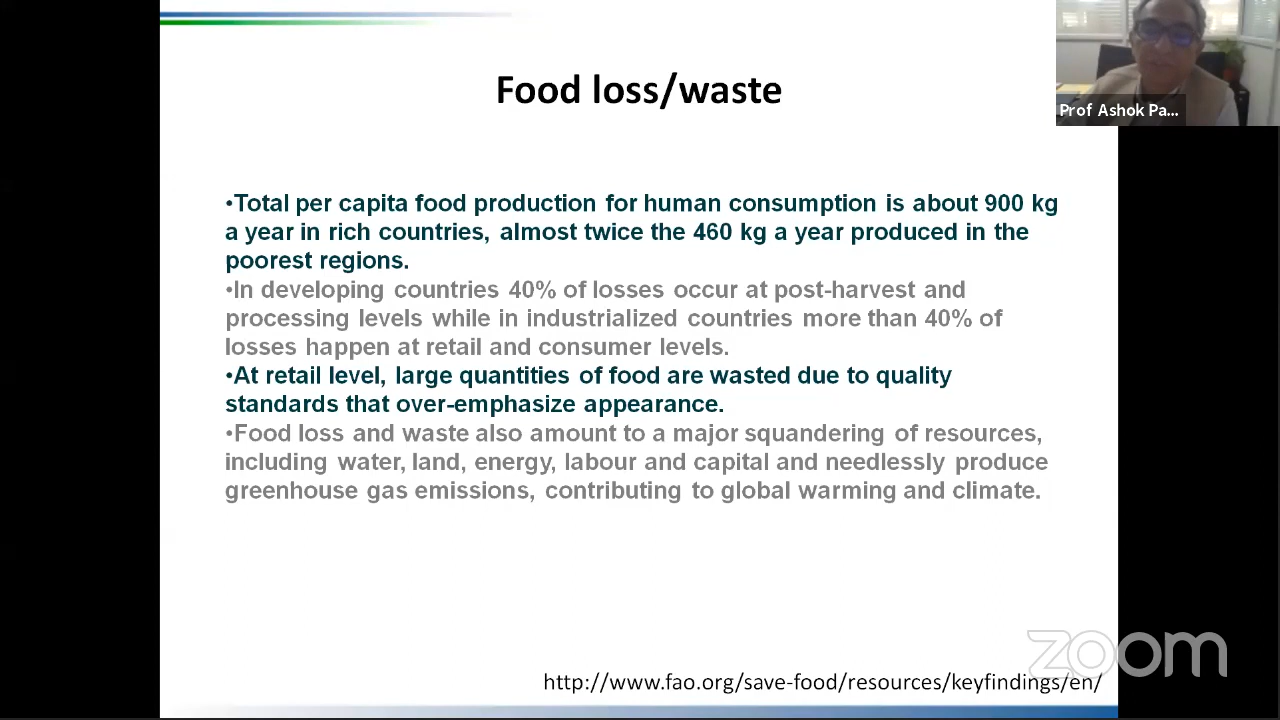 Food loss/waste
Prof Ashok Pa...
•Total per capita food production for human consumption is about 900 kg
a year in rich countries, almost twice the 460 kg a year produced in the
poorest regions.
•In developing countries 40% of losses occur at post-harvest and
processing levels while in industrialized countries more than 40% of
losses happen at retail and consumer levels.
•At retail level, large quantities of food are wasted due to quality
standards that over-emphasize appearance.
•Food loss and waste also amount to a major squandering of resources,
including water, land, energy, labour and capital and needlessly produce
greenhouse gas emissions, contributing to global warming and climate.
zoom
http://www.fao.org/save-food/resources/keyfindings/en/